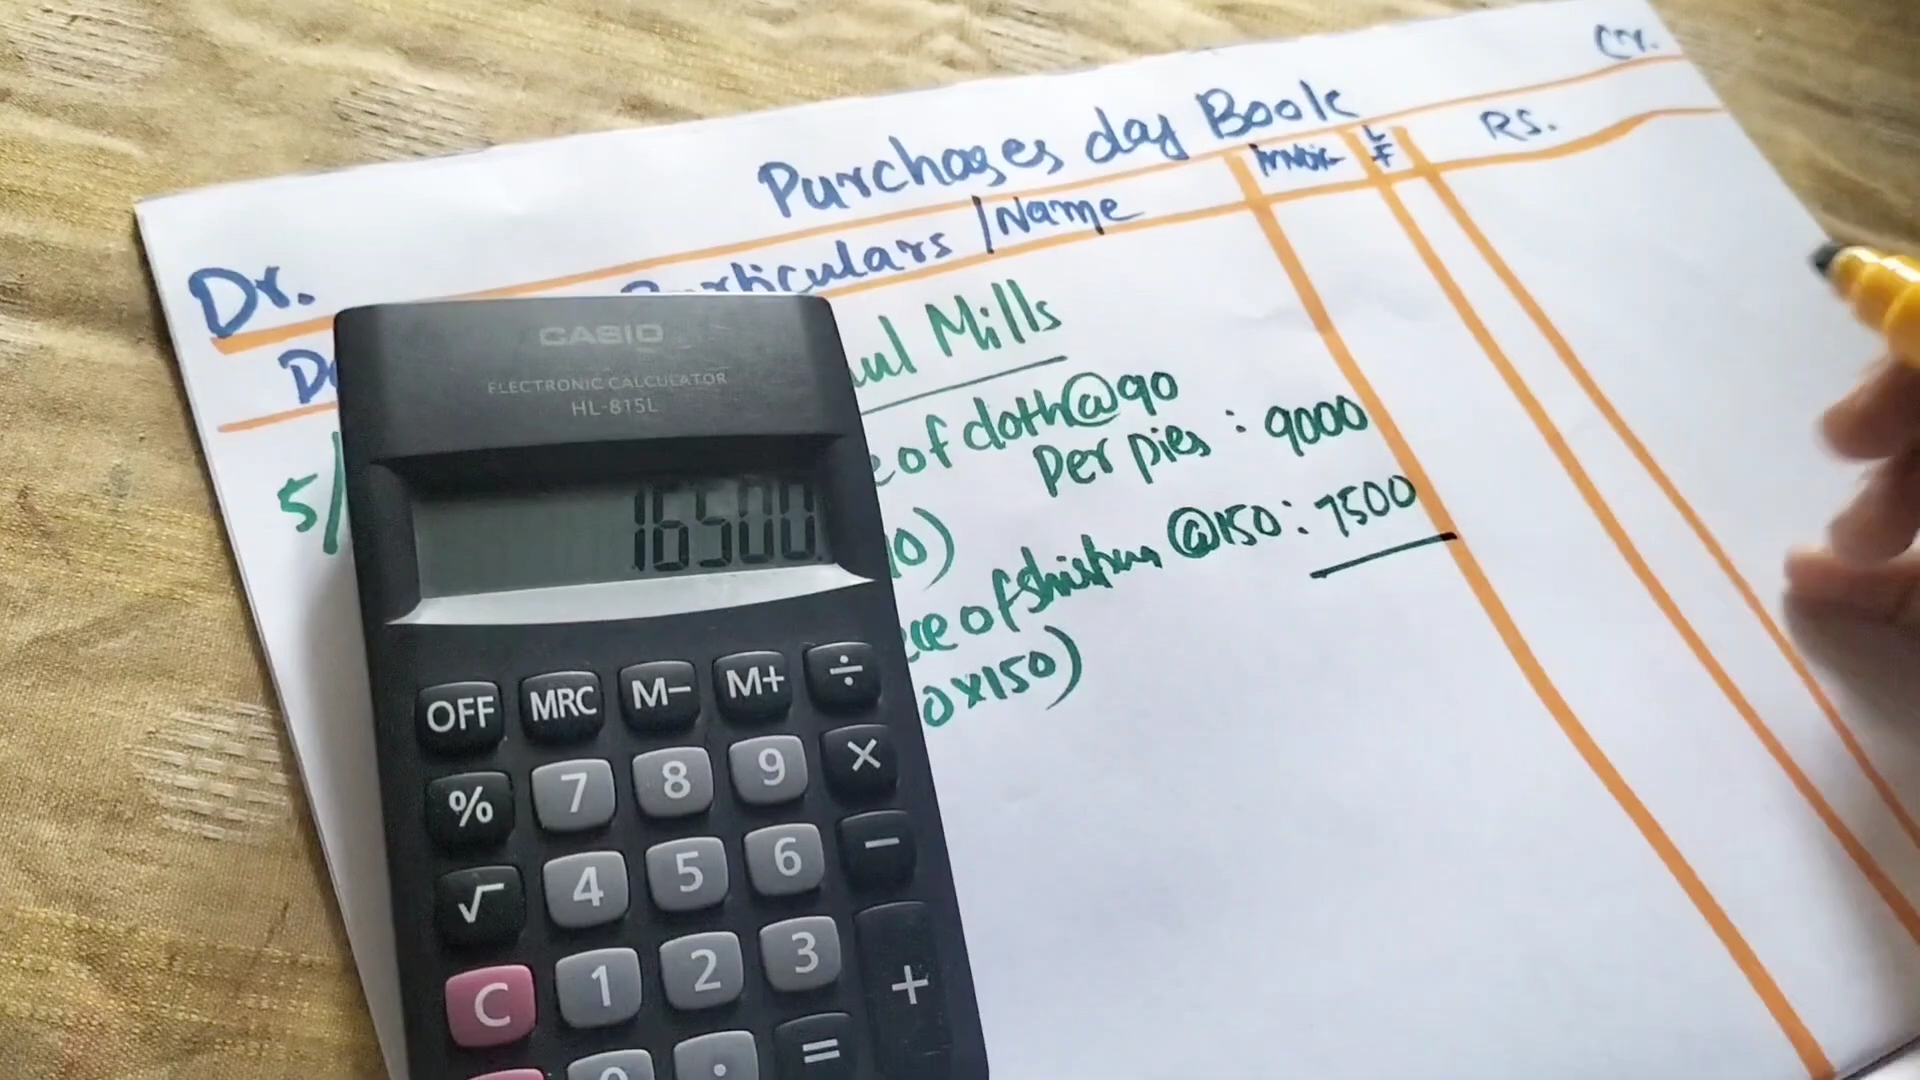 Cr.
Purchases day Book
RS.
Dr.
Particulars / Name
L
F
ul Mills
of cloth@90
Per pies : 9000
5/
0)
of @150 : 7500
0x150)
CASIO
ELECTRONIC CALCULATOR
HL-815L
16500.
OFF MRC M− M+ ÷
% 7 8 9 ×
√ 4 5 6 −
C 1 2 3 +
0 . =